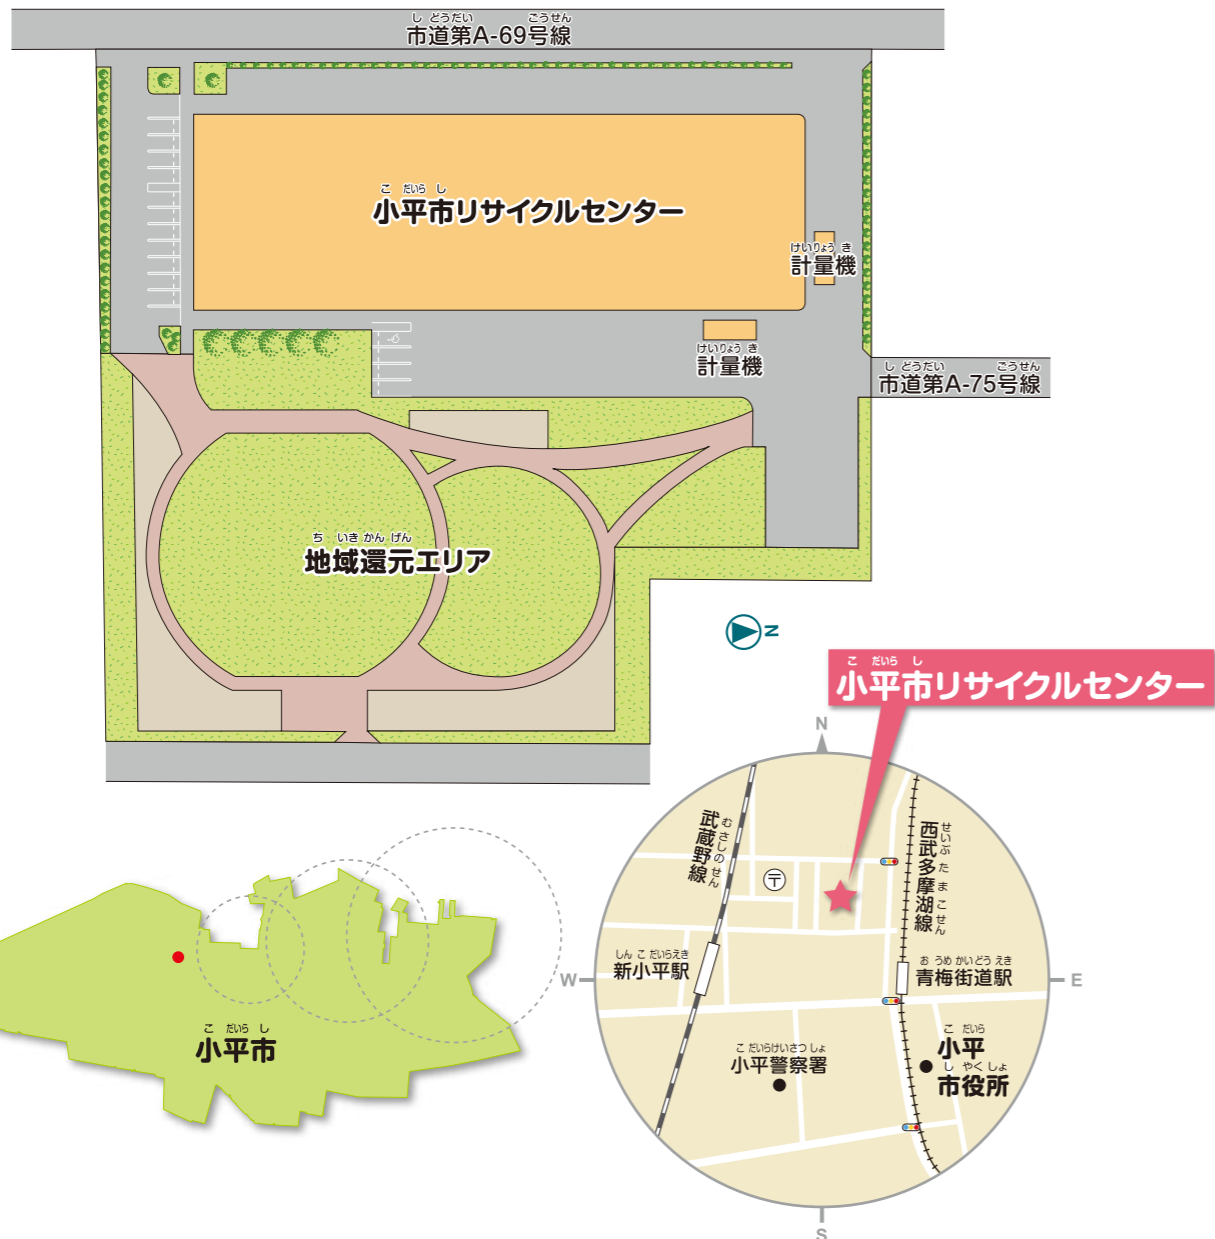 し どうだい ごうせん
市道第A-69号線
こ だいら し
小平市リサイクルセンター
けいりょう き
計量機
けいりょう き
計量機
し どうだい ごうせん
市道第A-75号線
ち いき かん げん
地域還元エリア
N
こ だいら し
小平市リサイクルセンター
N
むさしの せん
武蔵野線
せいぶ た ま こ せん
西武多摩湖線
〒
しん こ だいらえき
新小平駅
お うめ かいどう えき
青梅街道駅
W
E
こ だいらけいさつ しょ
小平警察署
こ だいら
小平
し やく しょ
市役所
S
こ だいら し
小平市